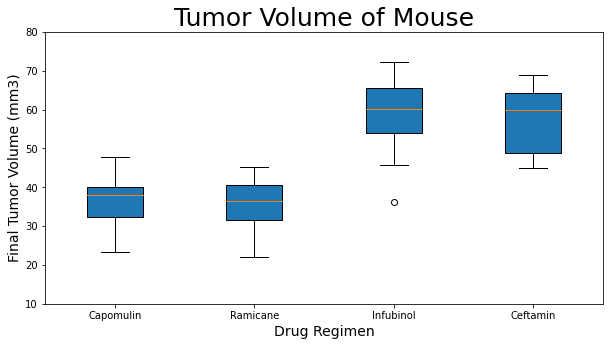 Tumor Volume of Mouse
Final Tumor Volume (mm3)
80
70
60
50
40
30
20
10
Capomulin
Ramicane
Infubinol
Ceftamin
Drug Regimen